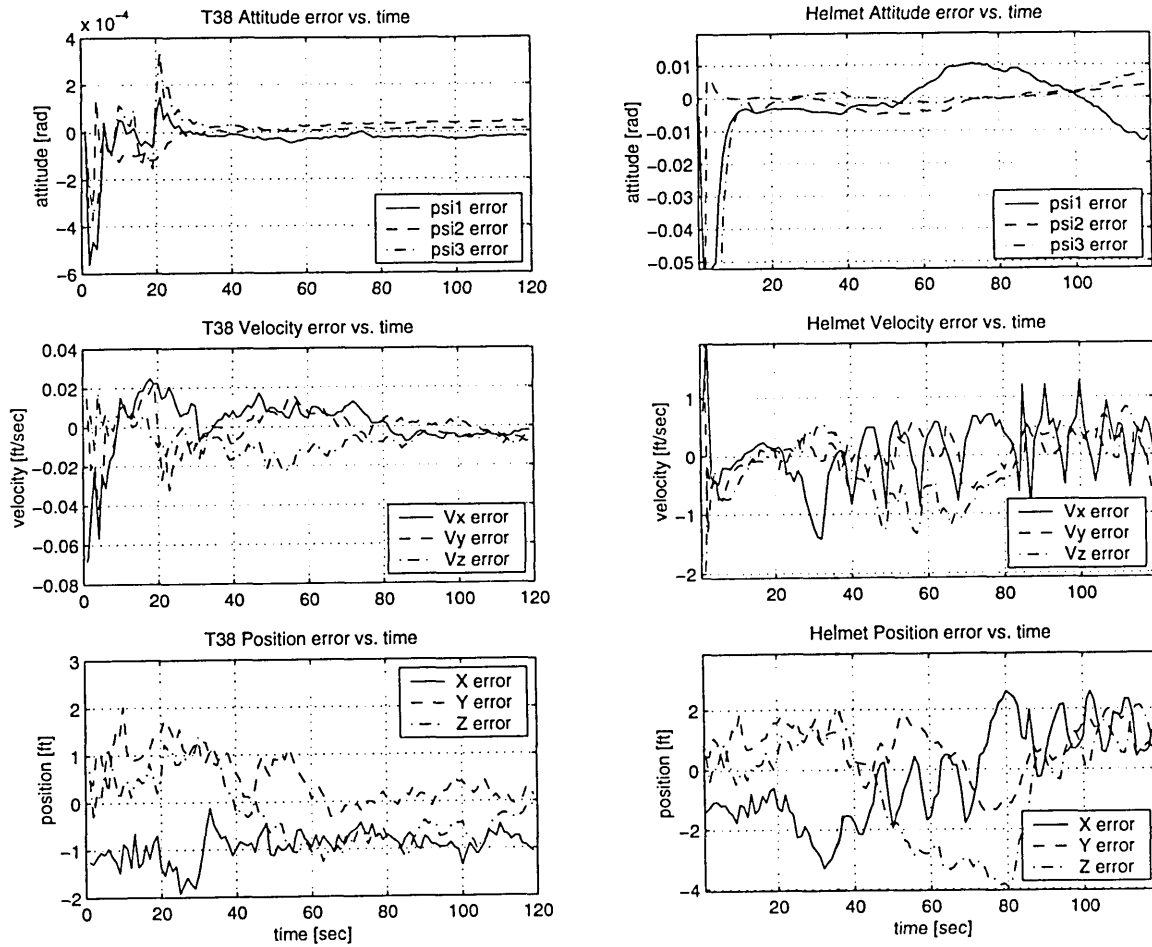 T38 Attitude error vs. time
x 10^-4
4
2
0
−2
−4
−6
attitude [rad]
psi1 error
psi2 error
psi3 error
0 20 40 60 80 100 120
Helmet Attitude error vs. time
0.01
0
−0.01
−0.02
−0.03
−0.04
−0.05
attitude [rad]
psi1 error
psi2 error
psi3 error
20 40 60 80 100
T38 Velocity error vs. time
0.04
0.02
0
−0.02
−0.04
−0.06
−0.08
velocity [ft/sec]
Vx error
Vy error
Vz error
0 20 40 60 80 100 120
Helmet Velocity error vs. time
1
0
−1
−2
velocity [ft/sec]
Vx error
Vy error
Vz error
20 40 60 80 100
T38 Position error vs. time
3
2
1
0
−1
−2
position [ft]
X error
Y error
Z error
0 20 40 60 80 100 120
time [sec]
Helmet Position error vs. time
2
0
−2
−4
position [ft]
X error
Y error
Z error
20 40 60 80 100
time [sec]